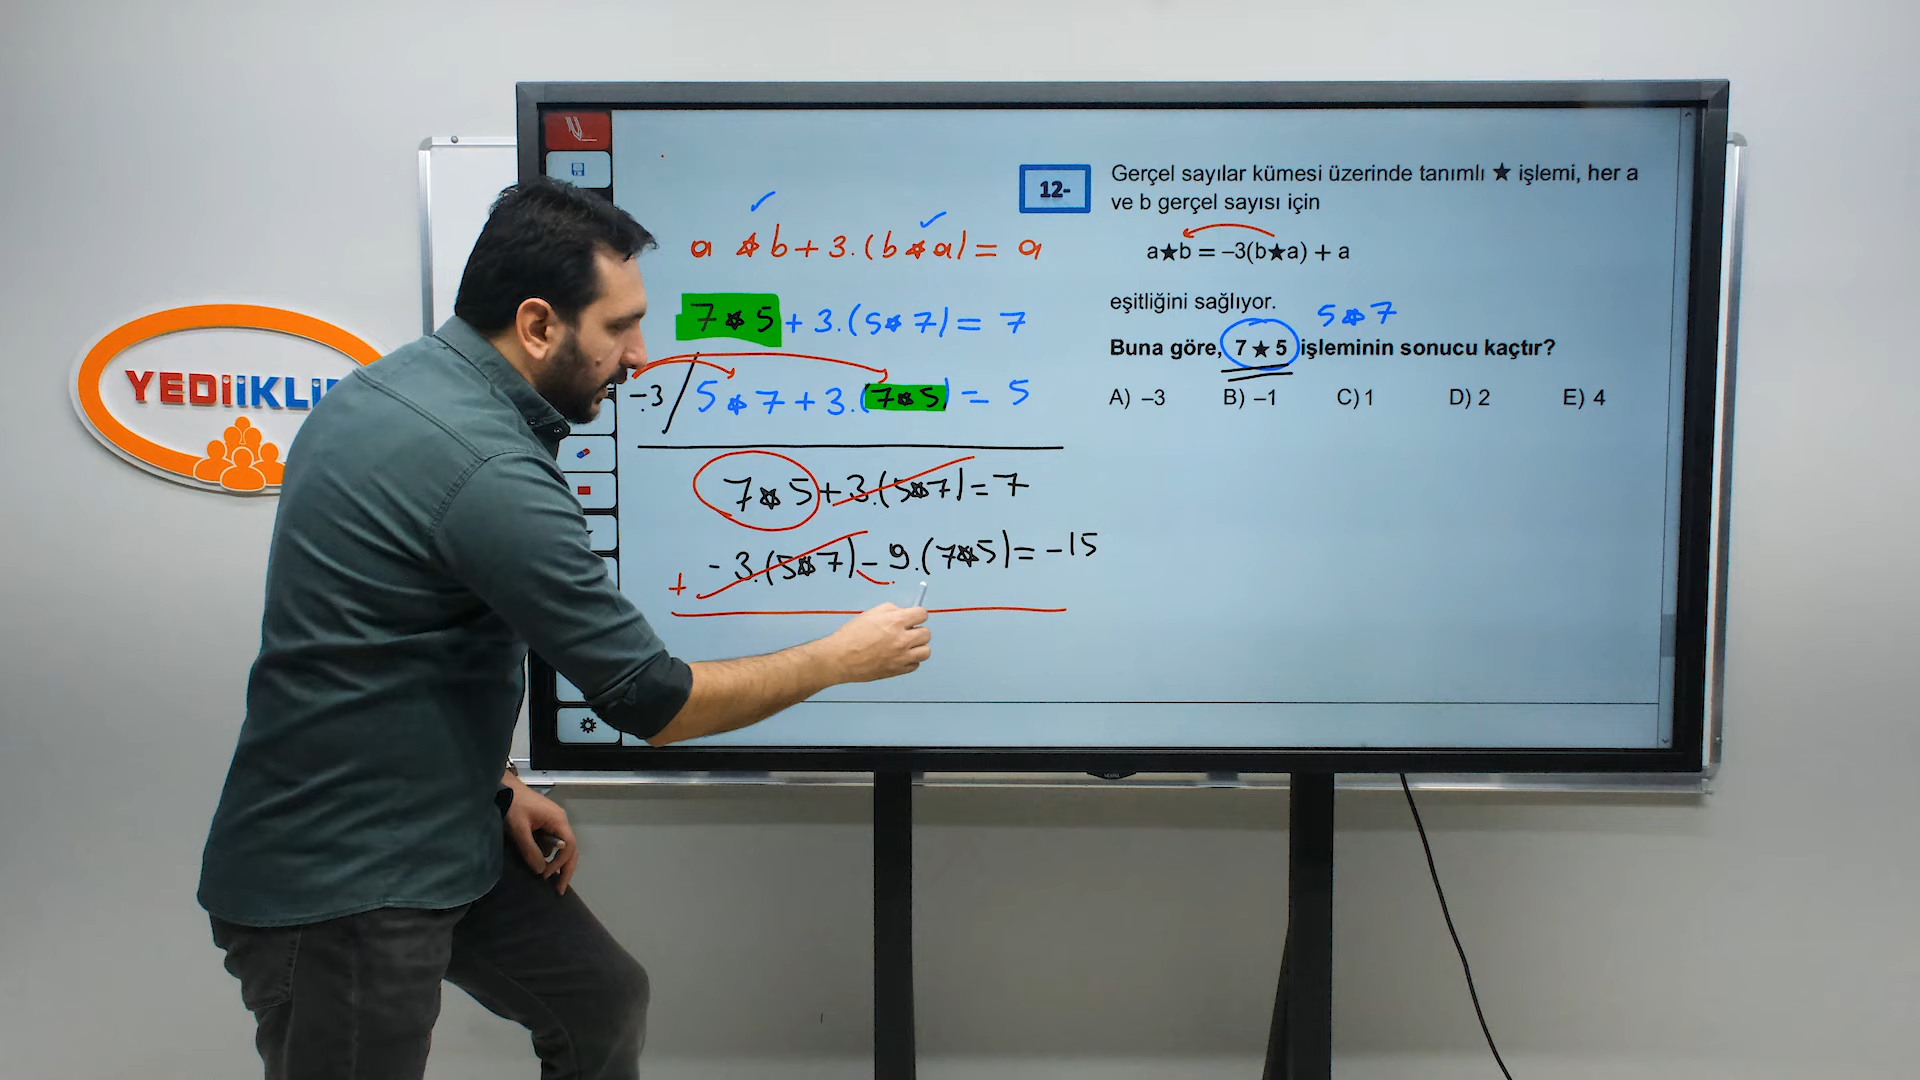 12-
Gerçel sayılar kümesi üzerinde tanımlı ★ işlemi, her a
ve b gerçel sayısı için
a★b = –3(b★a) + a
eşitliğini sağlıyor.
5★7
Buna göre, 7 ★ 5 işleminin sonucu kaçtır?
A) –3 B) –1 C) 1 D) 2 E) 4
a ★ b + 3.(b★a) = a
7★5 + 3.(5★7) = 7
-3/ 5★7 + 3.(7★5) = 5
7★5 + 3.(5★7) = 7
-3.(5★7) - 9.(7★5) = -15
+